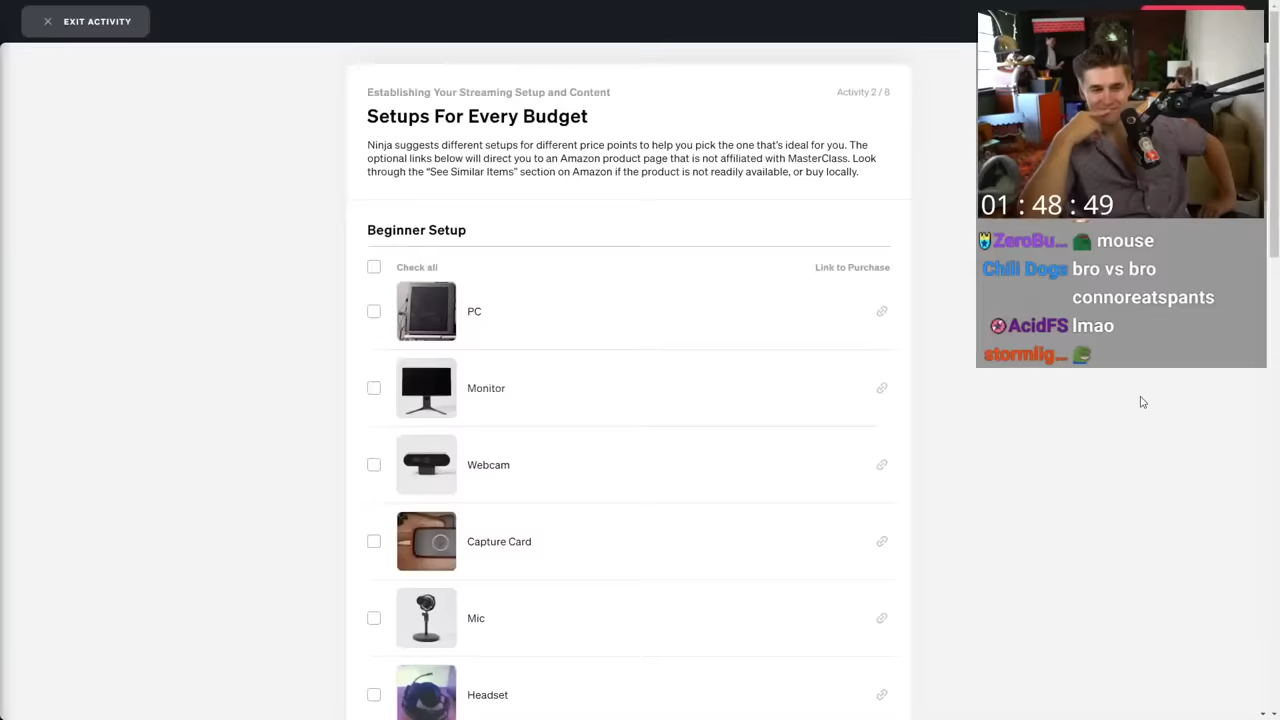 EXIT ACTIVITY
Establishing Your Streaming Setup and Content
Activity 2 / 8
Setups For Every Budget
Ninja suggests different setups for different price points to help you pick the one that's ideal for you. The
optional links below will direct you to an Amazon product page that is not affiliated with MasterClass. Look
through the “See Similar Items” section on Amazon if the product is not readily available, or buy locally.
Beginner Setup
Check all
Link to Purchase
PC
Monitor
Webcam
Capture Card
Mic
Headset
01 : 48 : 49
ZeroBu... mouse
Chili Dogs bro vs bro
connoreatspants
AcidFS lmao
stormlig...